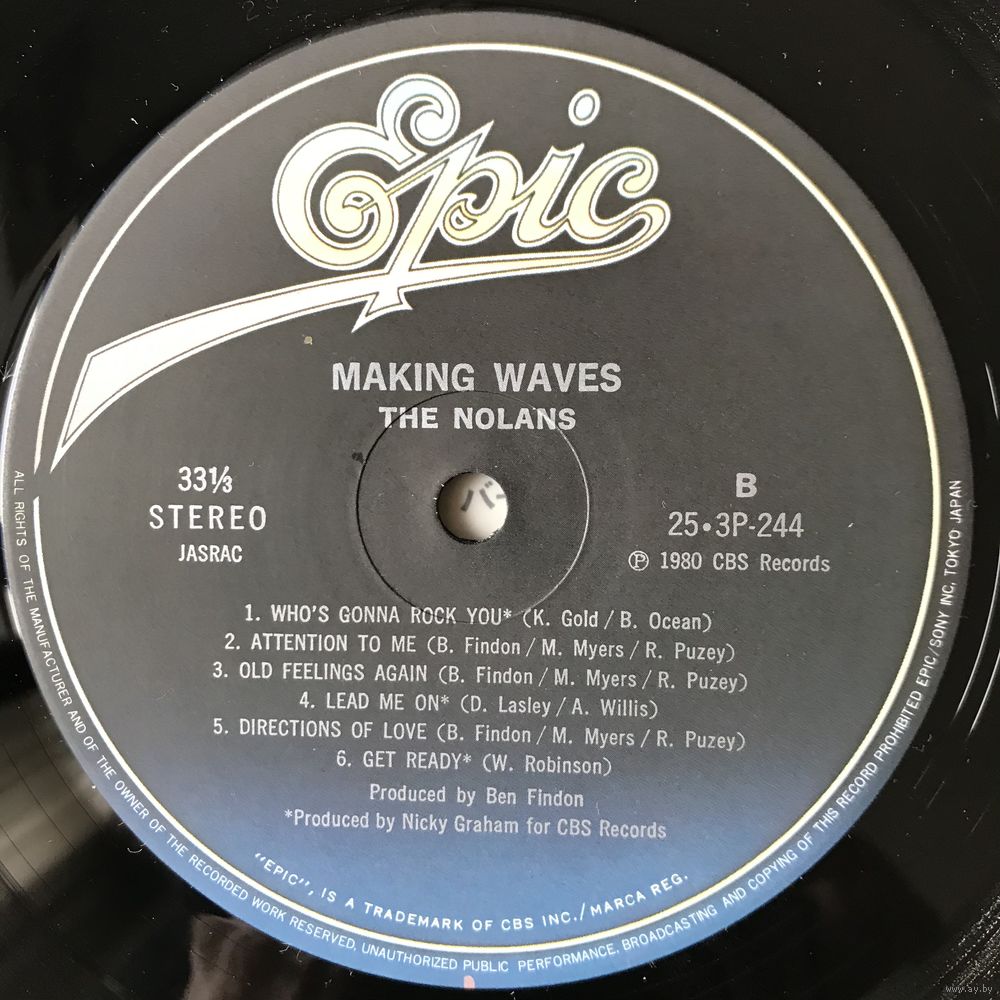 Epic
MAKING WAVES
THE NOLANS
33⅓
STEREO
JASRAC
バー
B
25•3P-244
Ⓟ 1980 CBS Records
1. WHO'S GONNA ROCK YOU* (K. Gold / B. Ocean)
2. ATTENTION TO ME (B. Findon / M. Myers / R. Puzey)
3. OLD FEELINGS AGAIN (B. Findon / M. Myers / R. Puzey)
4. LEAD ME ON* (D. Lasley / A. Willis)
5. DIRECTIONS OF LOVE (B. Findon / M. Myers / R. Puzey)
6. GET READY* (W. Robinson)
Produced by Ben Findon
*Produced by Nicky Graham for CBS Records
"EPIC", IS A TRADEMARK OF CBS INC./MARCA REG.
ALL RIGHTS OF THE MANUFACTURER AND OF THE OWNER OF THE RECORDED WORK RESERVED, UNAUTHORIZED PUBLIC PERFORMANCE, BROADCASTING AND COPYING OF THIS RECORD PROHIBITED EPIC/SONY INC, TOKYO JAPAN
www.ay.by